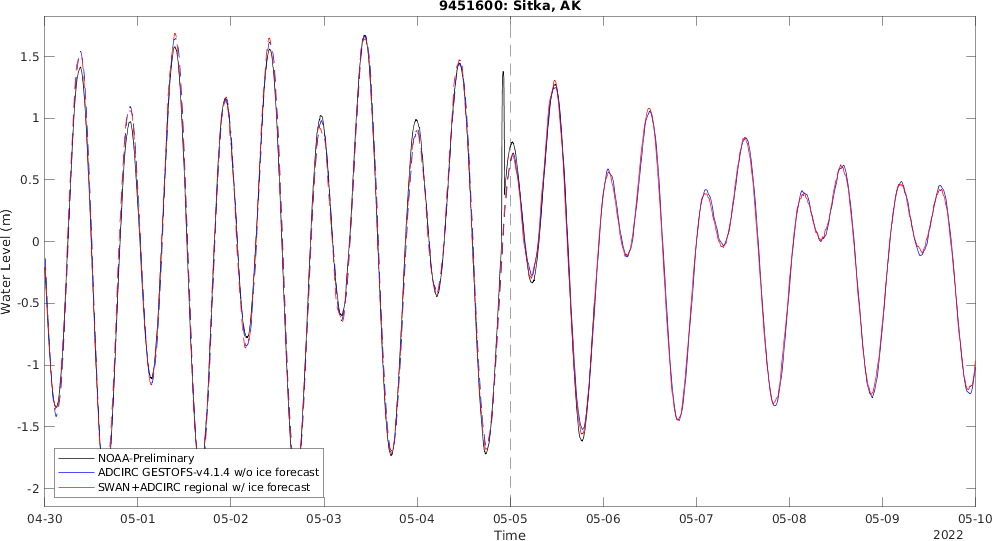 9451600: Sitka, AK
Water Level (m)
1.5
1
0.5
0
-0.5
-1
-1.5
-2
NOAA-Preliminary
ADCIRC GESTOFS-v4.1.4 w/o ice forecast
SWAN+ADCIRC regional w/ ice forecast
04-30 05-01 05-02 05-03 05-04 05-05 05-06 05-07 05-08 05-09 05-10
Time
2022